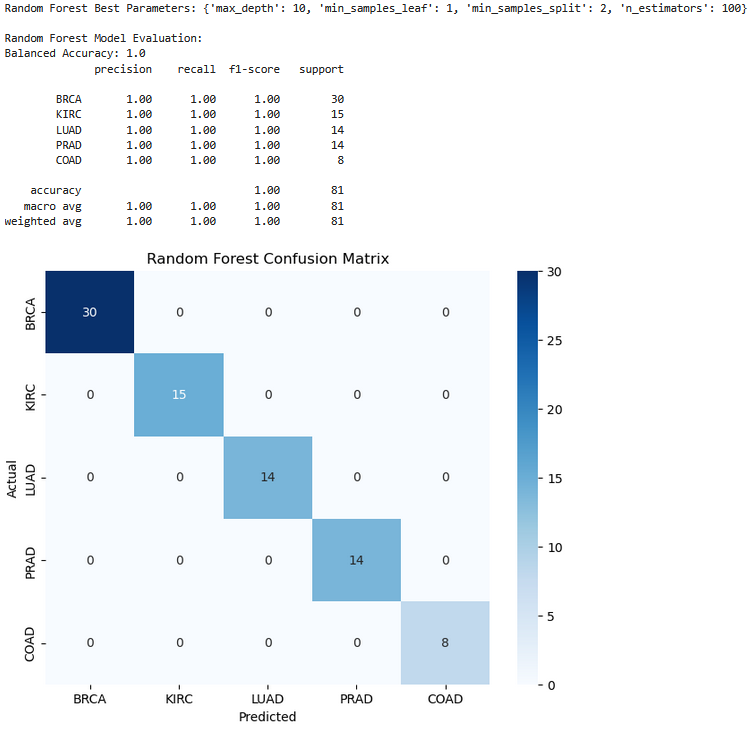 Random Forest Best Parameters: {'max_depth': 10, 'min_samples_leaf': 1, 'min_samples_split': 2, 'n_estimators': 100}
Random Forest Model Evaluation:
Balanced Accuracy: 1.0
precision recall f1-score support
BRCA 1.00 1.00 1.00 30
KIRC 1.00 1.00 1.00 15
LUAD 1.00 1.00 1.00 14
PRAD 1.00 1.00 1.00 14
COAD 1.00 1.00 1.00 8
accuracy 1.00 81
macro avg 1.00 1.00 1.00 81
weighted avg 1.00 1.00 1.00 81
Random Forest Confusion Matrix
BRCA 30 0 0 0 0
KIRC 0 15 0 0 0
LUAD 0 0 14 0 0
PRAD 0 0 0 14 0
COAD 0 0 0 0 8
Actual
BRCA KIRC LUAD PRAD COAD
Predicted
30
25
20
15
10
5
0